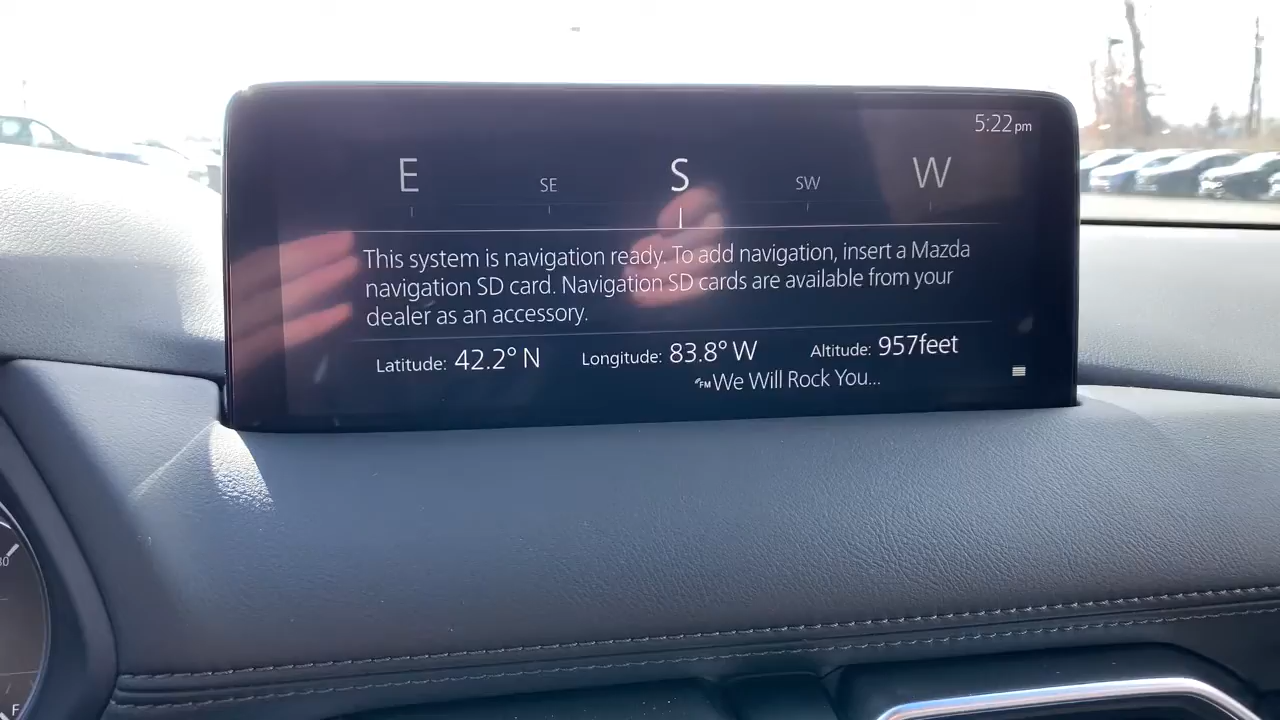 5:22 pm
E SE S SW W
This system is navigation ready. To add navigation, insert a Mazda
navigation SD card. Navigation SD cards are available from your
dealer as an accessory.
Latitude: 42.2° N Longitude: 83.8° W Altitude: 957feet
FM We Will Rock You...
F